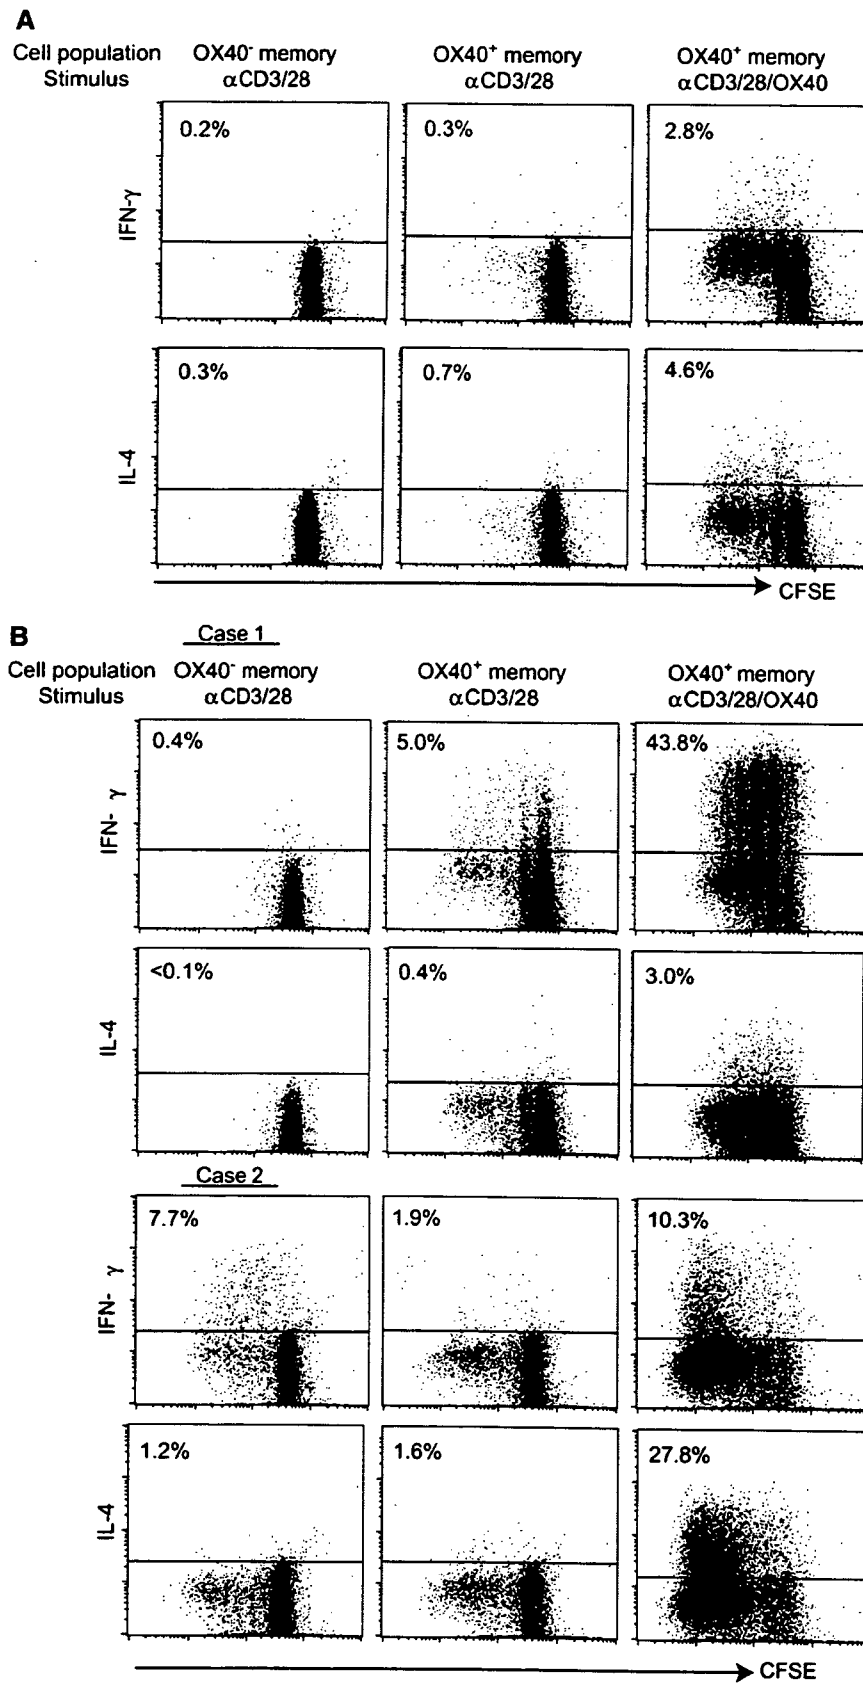 A
Cell population OX40⁻ memory OX40⁺ memory OX40⁺ memory
Stimulus αCD3/28 αCD3/28 αCD3/28/OX40
IFN-γ
0.2% 0.3% 2.8%
IL-4
0.3% 0.7% 4.6%
CFSE
B
Case 1
Cell population OX40⁻ memory OX40⁺ memory OX40⁺ memory
Stimulus αCD3/28 αCD3/28 αCD3/28/OX40
IFN- γ
0.4% 5.0% 43.8%
IL-4
<0.1% 0.4% 3.0%
Case 2
IFN- γ
7.7% 1.9% 10.3%
IL-4
1.2% 1.6% 27.8%
CFSE